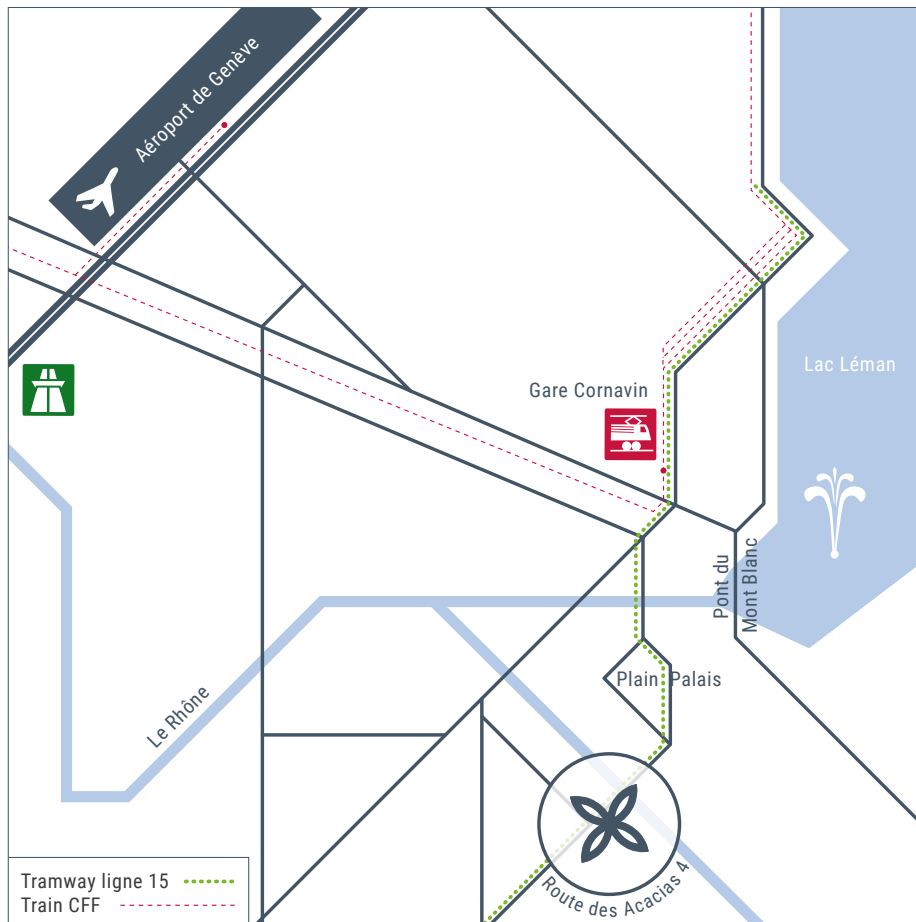 Aéroport de Genève
Gare Cornavin
Lac Léman
Pont du
Mont Blanc
Plain Palais
Le Rhône
Route des Acacias 4
Tramway ligne 15
Train CFF